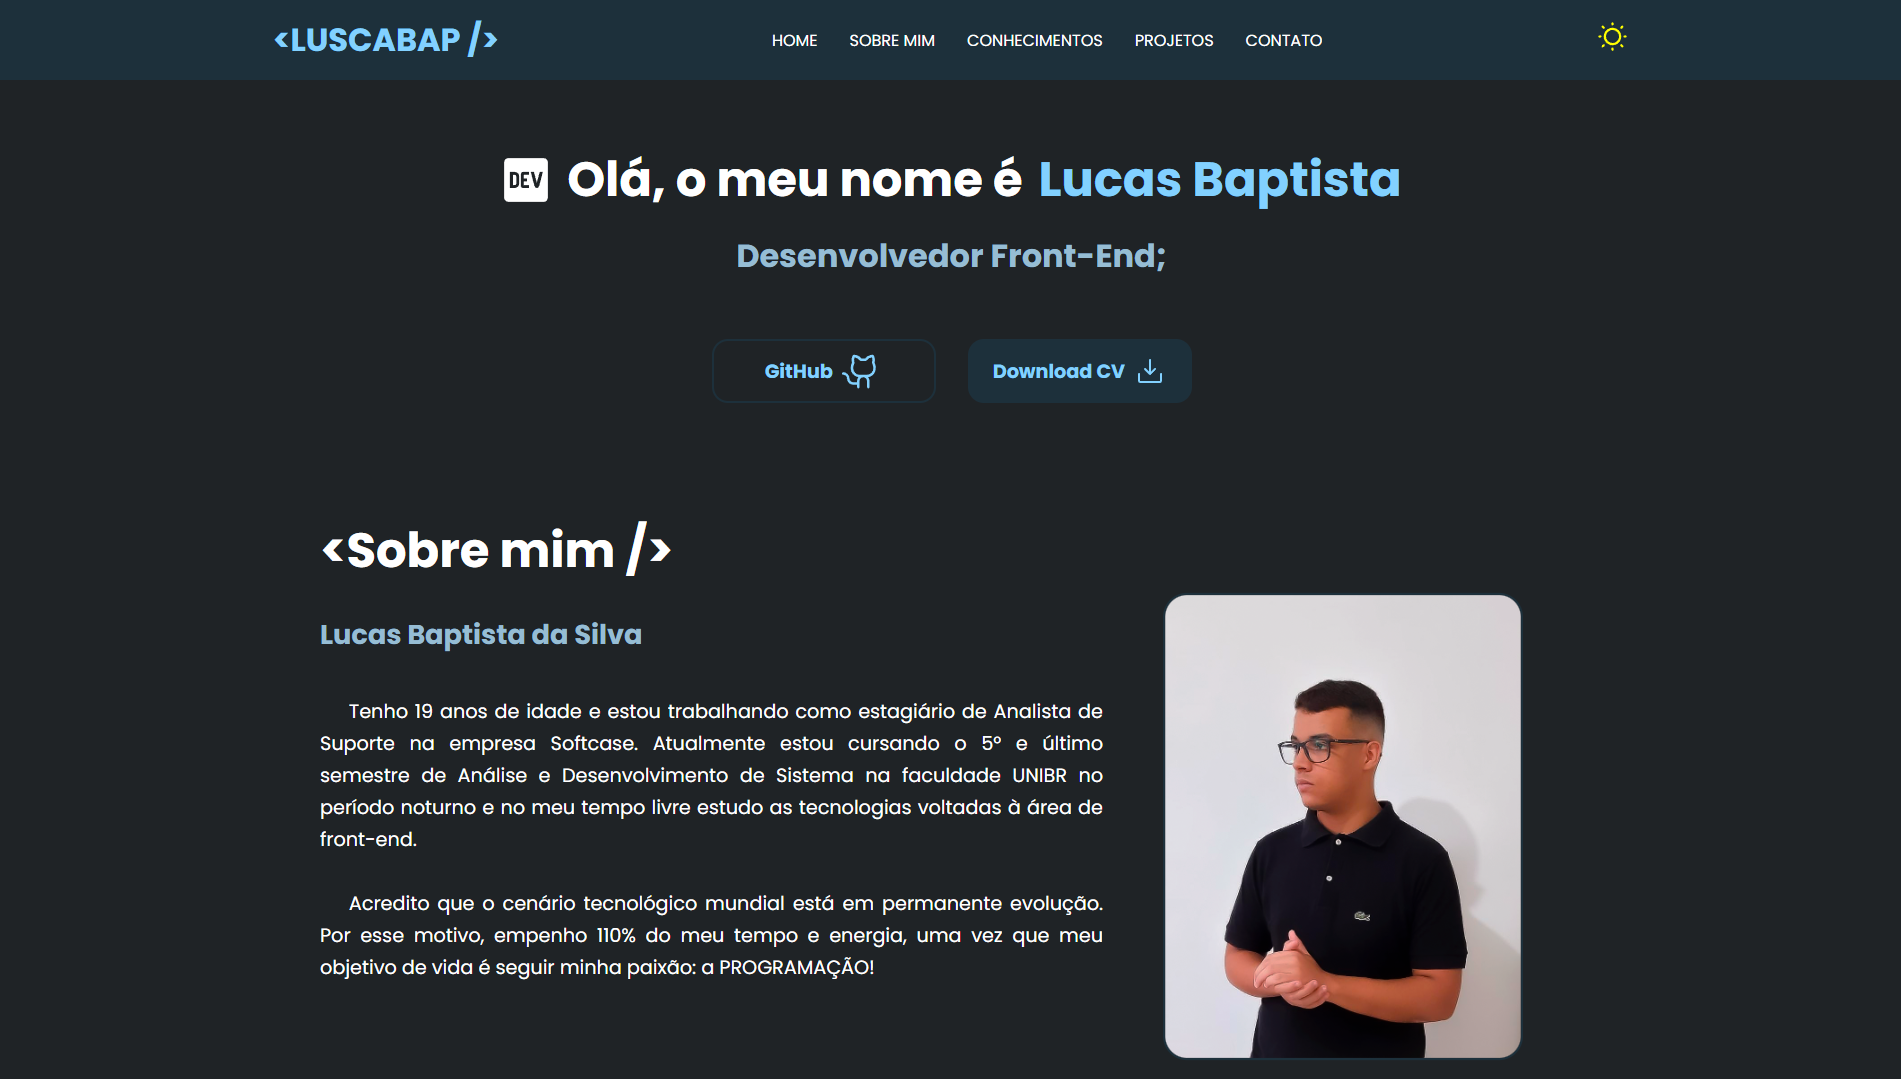 <LUSCABAP />
HOME SOBRE MIM CONHECIMENTOS PROJETOS CONTATO
DEV Olá, o meu nome é Lucas Baptista
Desenvolvedor Front-End;
GitHub
Download CV
<Sobre mim />
Lucas Baptista da Silva
Tenho 19 anos de idade e estou trabalhando como estagiário de Analista de
Suporte na empresa Softcase. Atualmente estou cursando o 5º e último
semestre de Análise e Desenvolvimento de Sistema na faculdade UNIBR no
período noturno e no meu tempo livre estudo as tecnologias voltadas à área de
front-end.
Acredito que o cenário tecnológico mundial está em permanente evolução.
Por esse motivo, empenho 110% do meu tempo e energia, uma vez que meu
objetivo de vida é seguir minha paixão: a PROGRAMAÇÃO!